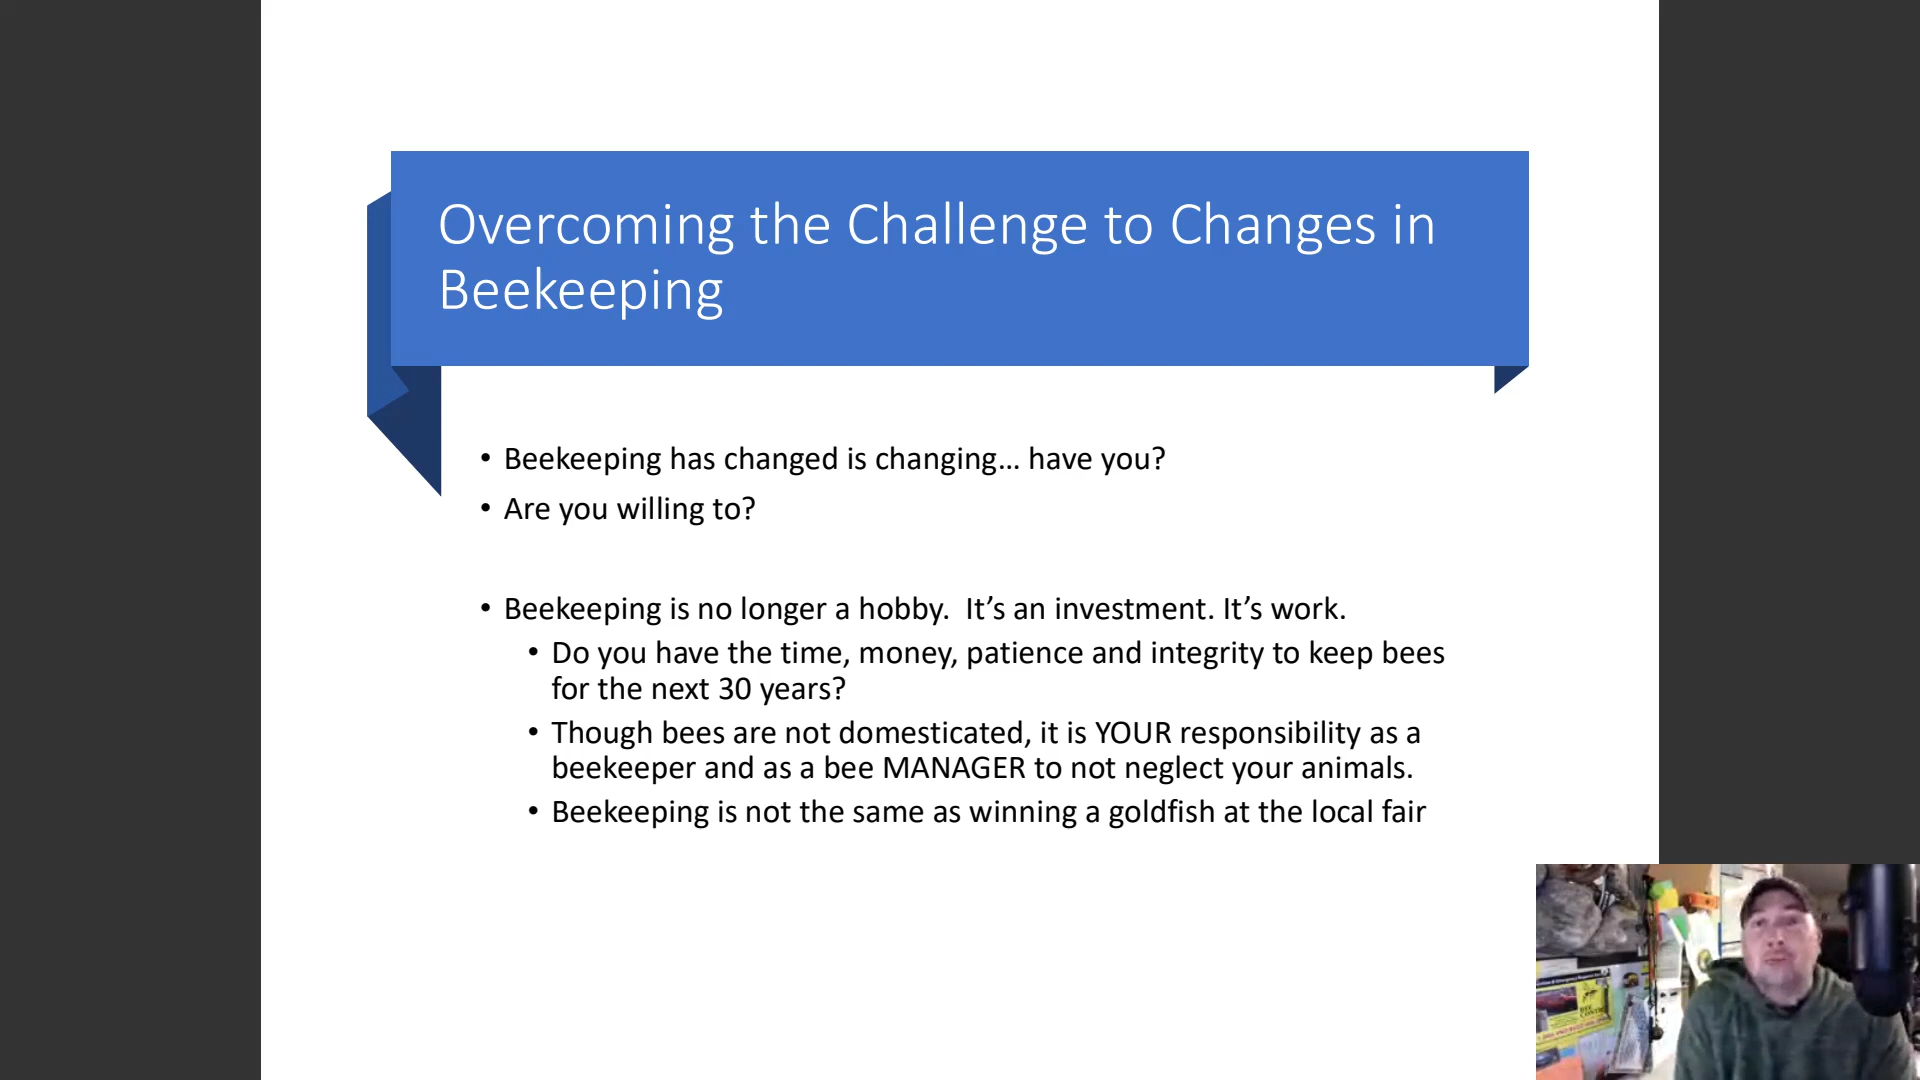 Overcoming the Challenge to Changes in
Beekeeping
• Beekeeping has changed is changing... have you?
• Are you willing to?
• Beekeeping is no longer a hobby.  It’s an investment. It’s work.
• Do you have the time, money, patience and integrity to keep bees
for the next 30 years?
• Though bees are not domesticated, it is YOUR responsibility as a
beekeeper and as a bee MANAGER to not neglect your animals.
• Beekeeping is not the same as winning a goldfish at the local fair